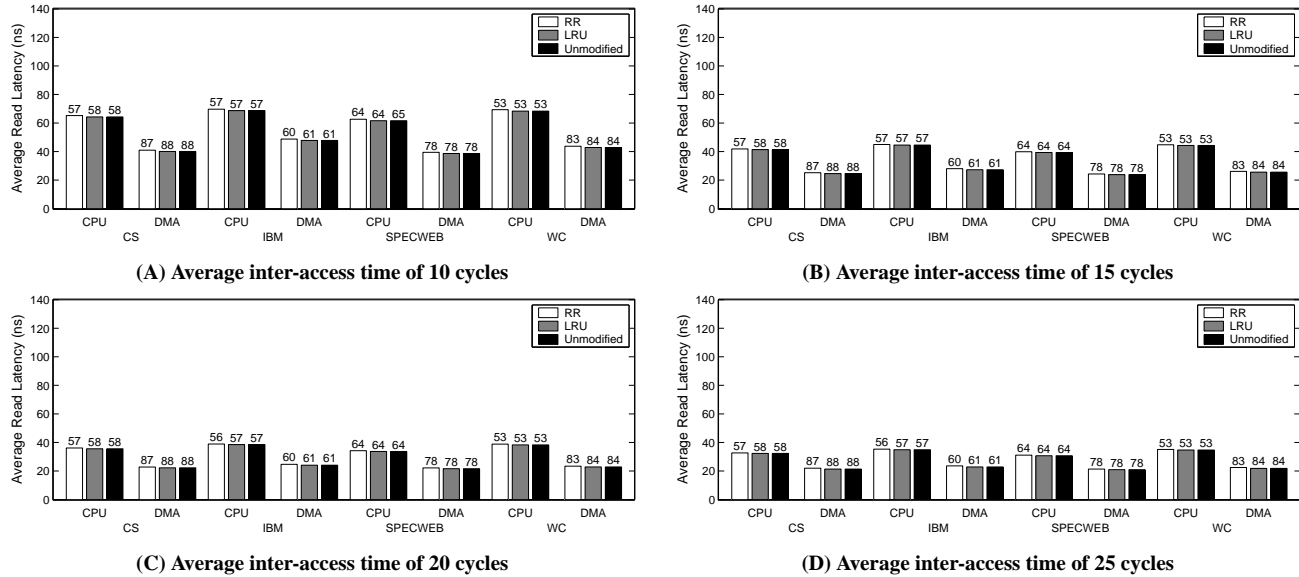 140
120
100
80
60
40
20
0
Average Read Latency (ns)
RR
LRU
Unmodified
57 58 58
87 88 88
57 57 57
60 61 61
64 64 65
78 78 78
53 53 53
83 84 84
CPU DMA CPU DMA CPU DMA CPU DMA
CS IBM SPECWEB WC
(A) Average inter-access time of 10 cycles
140
120
100
80
60
40
20
0
Average Read Latency (ns)
RR
LRU
Unmodified
57 58 58
87 88 88
57 57 57
60 61 61
64 64 64
78 78 78
53 53 53
83 84 84
CPU DMA CPU DMA CPU DMA CPU DMA
CS IBM SPECWEB WC
(B) Average inter-access time of 15 cycles
140
120
100
80
60
40
20
0
Average Read Latency (ns)
RR
LRU
Unmodified
57 58 58
87 88 88
56 57 57
60 61 61
64 64 64
78 78 78
53 53 53
83 84 84
CPU DMA CPU DMA CPU DMA CPU DMA
CS IBM SPECWEB WC
(C) Average inter-access time of 20 cycles
140
120
100
80
60
40
20
0
Average Read Latency (ns)
RR
LRU
Unmodified
57 58 58
87 88 88
56 57 57
60 61 61
64 64 64
78 78 78
53 53 53
83 84 84
CPU DMA CPU DMA CPU DMA CPU DMA
CS IBM SPECWEB WC
(D) Average inter-access time of 25 cycles